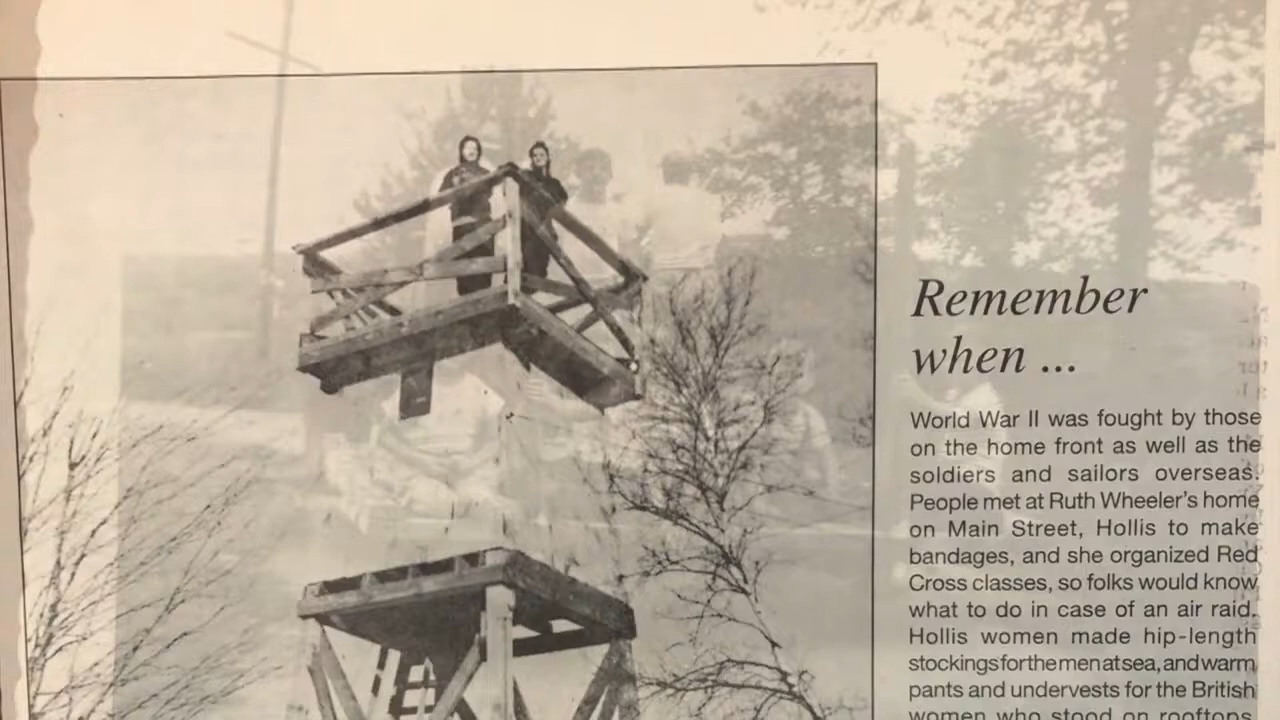 Remember
when ...
World War II was fought by those
on the home front as well as the
soldiers and sailors overseas.
People met at Ruth Wheeler's home
on Main Street, Hollis to make
bandages, and she organized Red
Cross classes, so folks would know
what to do in case of an air raid.
Hollis women made hip-length
stockings for the men at sea, and warm
pants and undervests for the British
women who stood on rooftops,